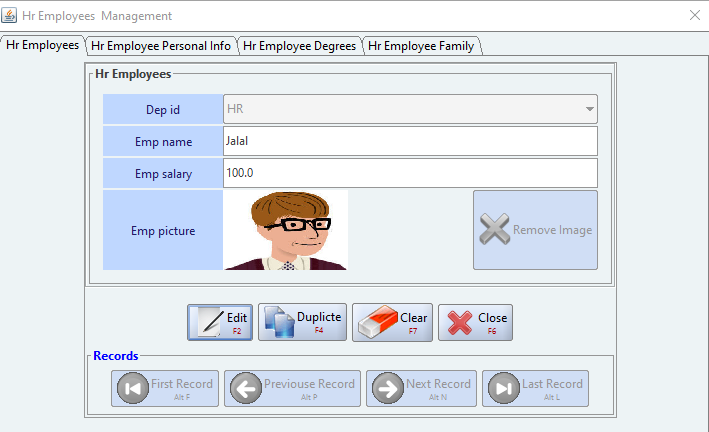 Hr Employees Management
Hr Employees Hr Employee Personal Info Hr Employee Degrees Hr Employee Family
Hr Employees
Dep id HR
Emp name Jalal
Emp salary 100.0
Emp picture Remove Image
Edit Duplicte Clear Close
F2 F4 F7 F6
Records
First Record Previouse Record Next Record Last Record
Alt F Alt P Alt N Alt L